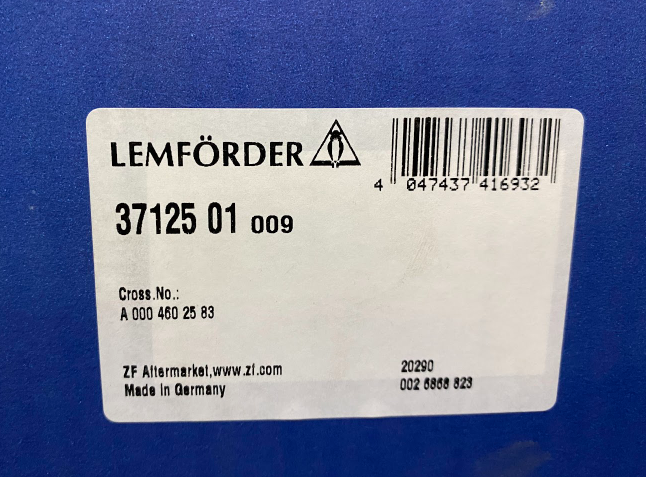 LEMFÖRDER
4 047437 416932
37125 01 009
Cross.No.:
A 000 460 25 83
ZF Aftermarket,www.zf.com
Made in Germany
20290
002 6868 823